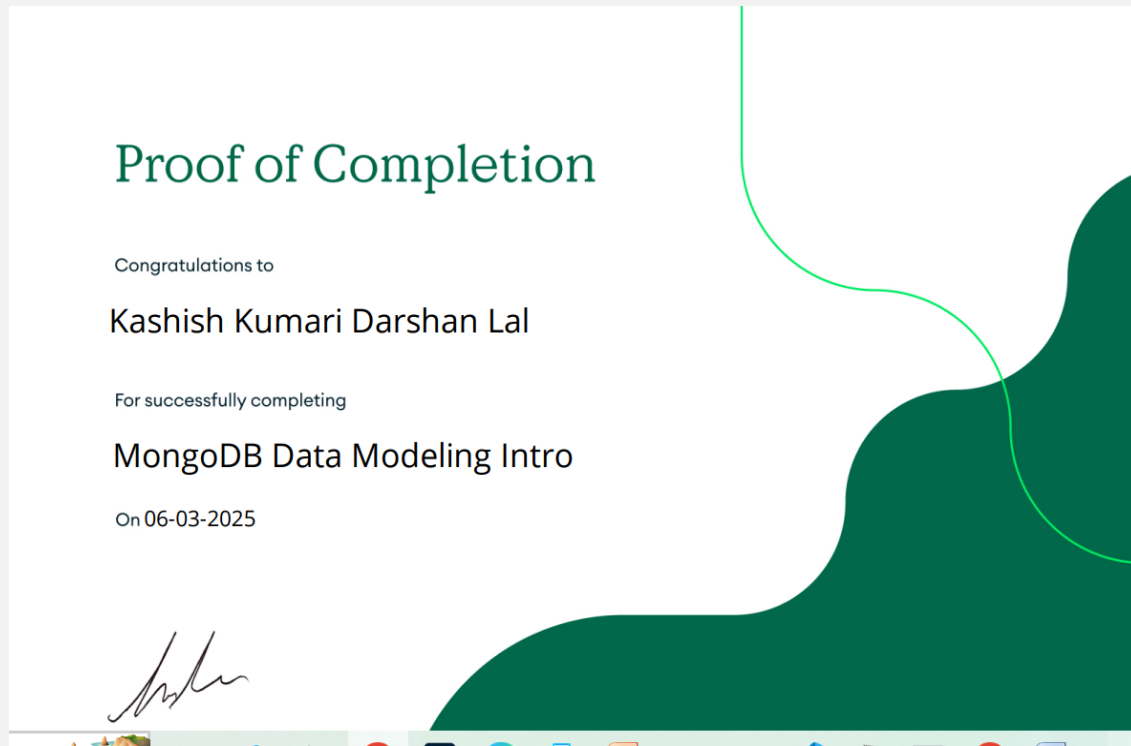 Proof of Completion
Congratulations to
Kashish Kumari Darshan Lal
For successfully completing
MongoDB Data Modeling Intro
On 06-03-2025